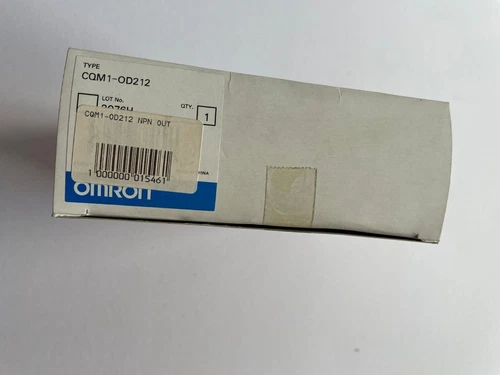 TYPE
CQM1-OD212
LOT No.
QTY.
1
CQM1-OD212 NPN OUT
1 000000 015461
OMRON